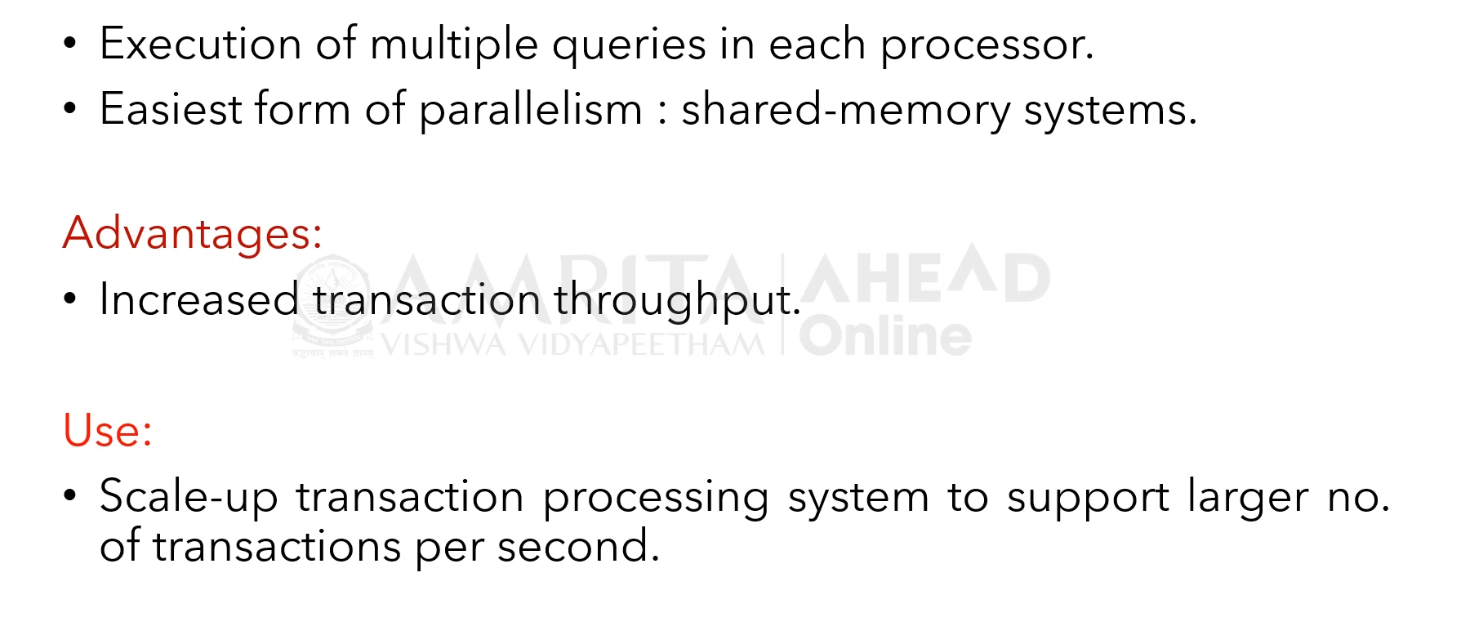 • Execution of multiple queries in each processor.
• Easiest form of parallelism : shared-memory systems.
Advantages:
• Increased transaction throughput.
AMRITA AHEAD
VISHWA VIDYAPEETHAM Online
Use:
• Scale-up transaction processing system to support larger no.
of transactions per second.